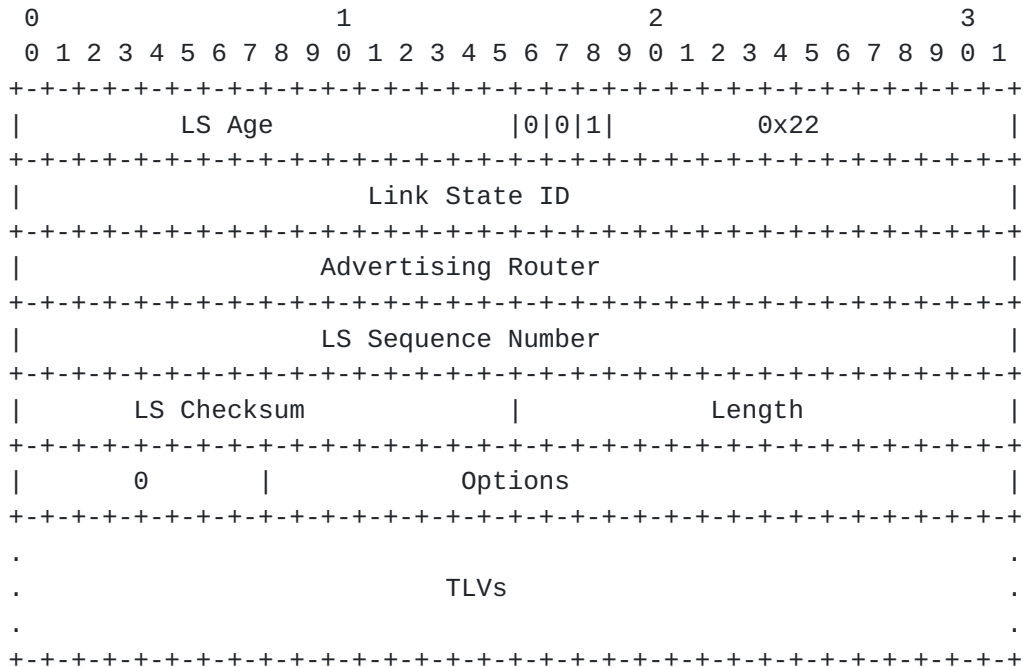 0                   1                   2                   3
 0 1 2 3 4 5 6 7 8 9 0 1 2 3 4 5 6 7 8 9 0 1 2 3 4 5 6 7 8 9 0 1
+-+-+-+-+-+-+-+-+-+-+-+-+-+-+-+-+-+-+-+-+-+-+-+-+-+-+-+-+-+-+-+-+
|          LS Age               |0|0|1|         0x22            |
+-+-+-+-+-+-+-+-+-+-+-+-+-+-+-+-+-+-+-+-+-+-+-+-+-+-+-+-+-+-+-+-+
|                      Link State ID                            |
+-+-+-+-+-+-+-+-+-+-+-+-+-+-+-+-+-+-+-+-+-+-+-+-+-+-+-+-+-+-+-+-+
|                   Advertising Router                          |
+-+-+-+-+-+-+-+-+-+-+-+-+-+-+-+-+-+-+-+-+-+-+-+-+-+-+-+-+-+-+-+-+
|                   LS Sequence Number                          |
+-+-+-+-+-+-+-+-+-+-+-+-+-+-+-+-+-+-+-+-+-+-+-+-+-+-+-+-+-+-+-+-+
|       LS Checksum             |            Length             |
+-+-+-+-+-+-+-+-+-+-+-+-+-+-+-+-+-+-+-+-+-+-+-+-+-+-+-+-+-+-+-+-+
|       0       |            Options                            |
+-+-+-+-+-+-+-+-+-+-+-+-+-+-+-+-+-+-+-+-+-+-+-+-+-+-+-+-+-+-+-+-+
.                                                               .
.                           TLVs                                .
.                                                               .
+-+-+-+-+-+-+-+-+-+-+-+-+-+-+-+-+-+-+-+-+-+-+-+-+-+-+-+-+-+-+-+-+